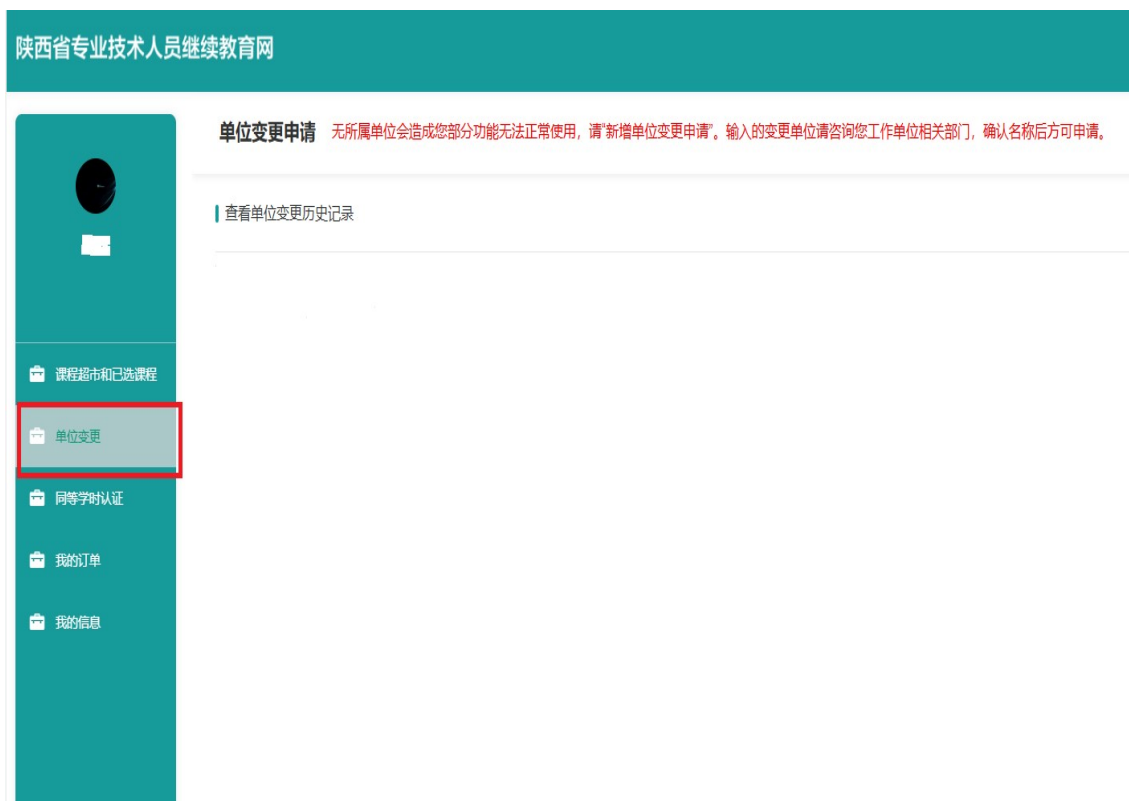 陕西省专业技术人员继续教育网
单位变更申请 无所属单位会造成您部分功能无法正常使用，请"新增单位变更申请"。输入的变更单位请咨询您工作单位相关部门，确认名称后方可申请。
查看单位变更历史记录
课程超市和已选课程
单位变更
同等学时认证
我的订单
我的信息